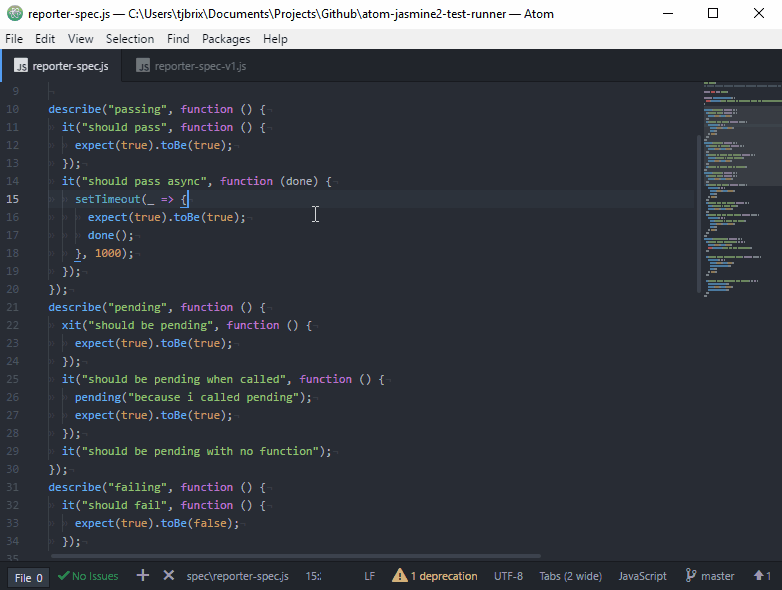 reporter-spec.js — C:\Users\tjbrix\Documents\Projects\Github\atom-jasmine2-test-runner — Atom
File Edit View Selection Find Packages Help
JS reporter-spec.js JS reporter-spec-v1.js
9
10 describe("passing", function () {
11 it("should pass", function () {
12 expect(true).toBe(true);
13 });
14 it("should pass async", function (done) {
15 setTimeout(_ => {
16 expect(true).toBe(true);
17 done();
18 }, 1000);
19 });
20 });
21 describe("pending", function () {
22 xit("should be pending", function () {
23 expect(true).toBe(true);
24 });
25 it("should be pending when called", function () {
26 pending("because i called pending");
27 expect(true).toBe(true);
28 });
29 it("should be pending with no function");
30 });
31 describe("failing", function () {
32 it("should fail", function () {
33 expect(true).toBe(false);
34 });
35
File 0 No Issues spec\reporter-spec.js 15: LF 1 deprecation UTF-8 Tabs (2 wide) JavaScript master 1